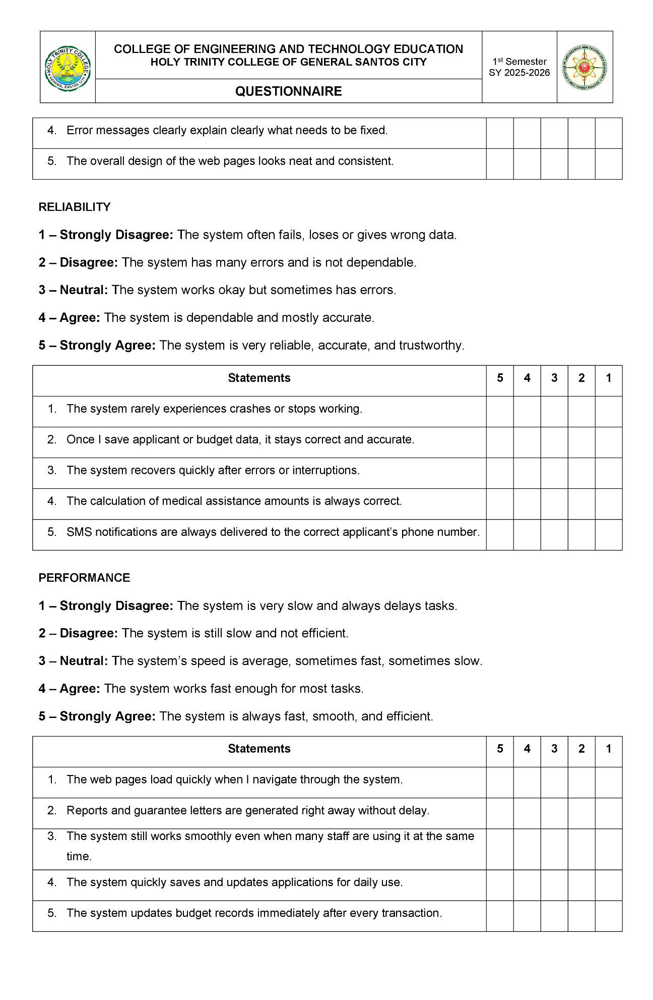 HOLY TRINITY COLLEGE
GENERAL SANTOS CITY
COLLEGE OF ENGINEERING AND TECHNOLOGY EDUCATION
HOLY TRINITY COLLEGE OF GENERAL SANTOS CITY
QUESTIONNAIRE
1st Semester
SY 2025-2026
COLLEGE OF ENGINEERING AND TECHNOLOGY EDUCATION
HOLY TRINITY COLLEGE
4. Error messages clearly explain clearly what needs to be fixed.
5. The overall design of the web pages looks neat and consistent.
RELIABILITY
1 – Strongly Disagree: The system often fails, loses or gives wrong data.
2 – Disagree: The system has many errors and is not dependable.
3 – Neutral: The system works okay but sometimes has errors.
4 – Agree: The system is dependable and mostly accurate.
5 – Strongly Agree: The system is very reliable, accurate, and trustworthy.
Statements 5 4 3 2 1
1. The system rarely experiences crashes or stops working.
2. Once I save applicant or budget data, it stays correct and accurate.
3. The system recovers quickly after errors or interruptions.
4. The calculation of medical assistance amounts is always correct.
5. SMS notifications are always delivered to the correct applicant’s phone number.
PERFORMANCE
1 – Strongly Disagree: The system is very slow and always delays tasks.
2 – Disagree: The system is still slow and not efficient.
3 – Neutral: The system’s speed is average, sometimes fast, sometimes slow.
4 – Agree: The system works fast enough for most tasks.
5 – Strongly Agree: The system is always fast, smooth, and efficient.
Statements 5 4 3 2 1
1. The web pages load quickly when I navigate through the system.
2. Reports and guarantee letters are generated right away without delay.
3. The system still works smoothly even when many staff are using it at the same
time.
4. The system quickly saves and updates applications for daily use.
5. The system updates budget records immediately after every transaction.